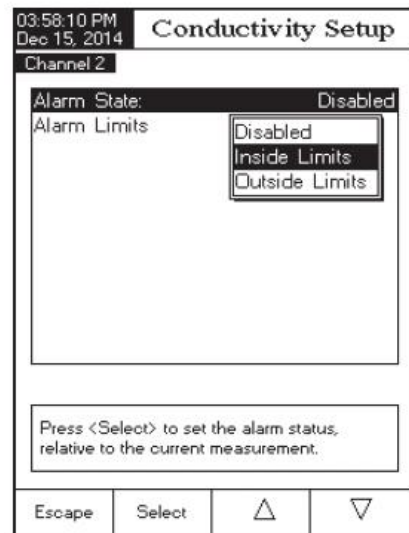 03:58:10 PM
Dec 15, 2014
Conductivity Setup
Channel 2
Alarm State: Disabled
Alarm Limits
Disabled
Inside Limits
Outside Limits
Press <Select> to set the alarm status,
relative to the current measurement.
Escape Select △ ▽